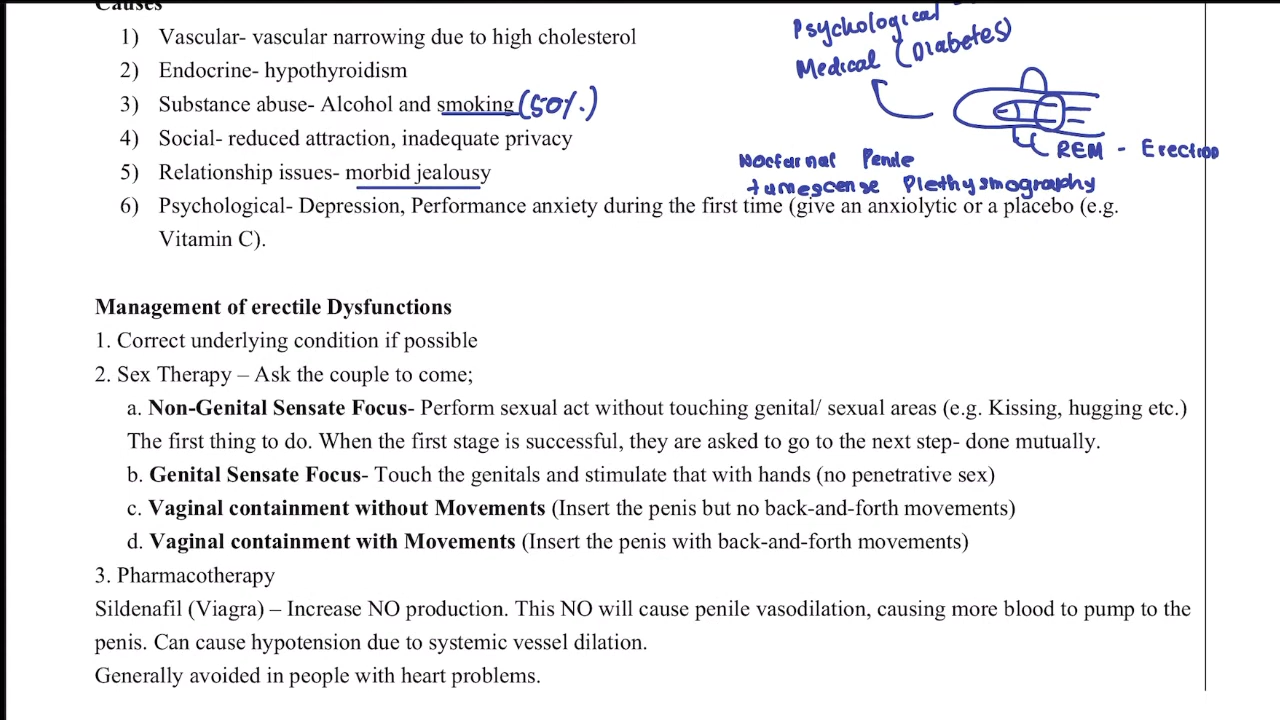 Causes
Psychological
1) Vascular- vascular narrowing due to high cholesterol
Medical (Diabetes)
2) Endocrine- hypothyroidism
3) Substance abuse- Alcohol and smoking (50%)
4) Social- reduced attraction, inadequate privacy
REM - Erection
Nocturnal Penile
5) Relationship issues- morbid jealousy
tumescense Plethysmography
6) Psychological- Depression, Performance anxiety during the first time (give an anxiolytic or a placebo (e.g.
Vitamin C).
Management of erectile Dysfunctions
1. Correct underlying condition if possible
2. Sex Therapy – Ask the couple to come;
a. Non-Genital Sensate Focus- Perform sexual act without touching genital/ sexual areas (e.g. Kissing, hugging etc.)
The first thing to do. When the first stage is successful, they are asked to go to the next step- done mutually.
b. Genital Sensate Focus- Touch the genitals and stimulate that with hands (no penetrative sex)
c. Vaginal containment without Movements (Insert the penis but no back-and-forth movements)
d. Vaginal containment with Movements (Insert the penis with back-and-forth movements)
3. Pharmacotherapy
Sildenafil (Viagra) – Increase NO production. This NO will cause penile vasodilation, causing more blood to pump to the
penis. Can cause hypotension due to systemic vessel dilation.
Generally avoided in people with heart problems.